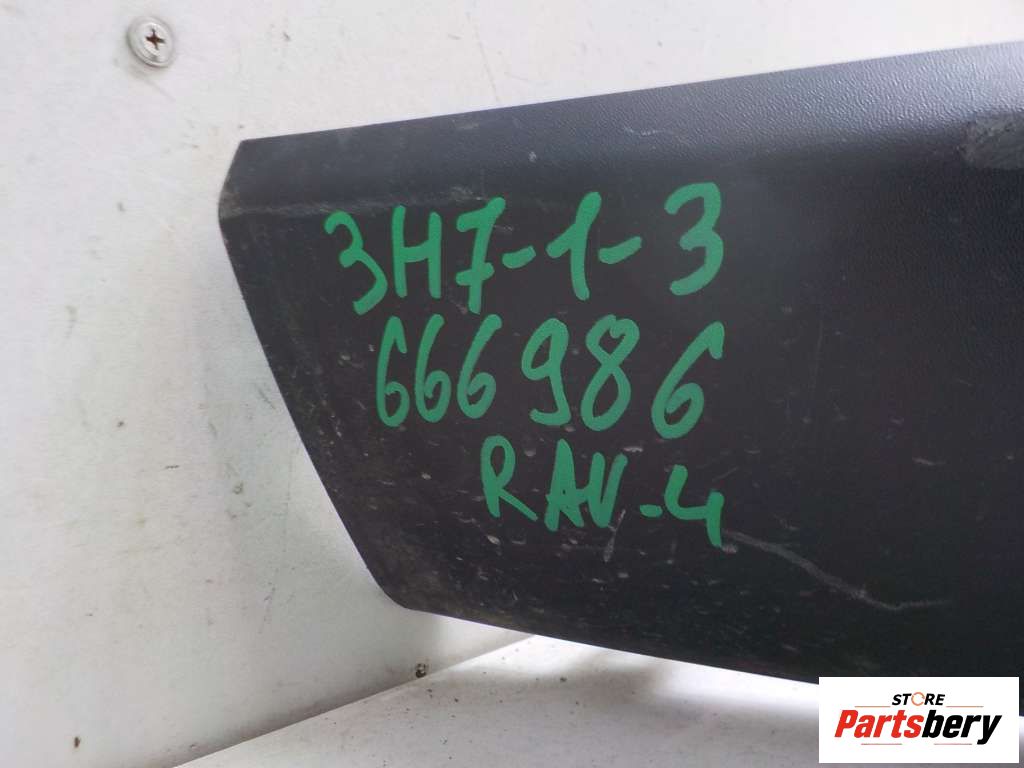 3H7-1-3
666986
RAV-4
STORE
Partsbery